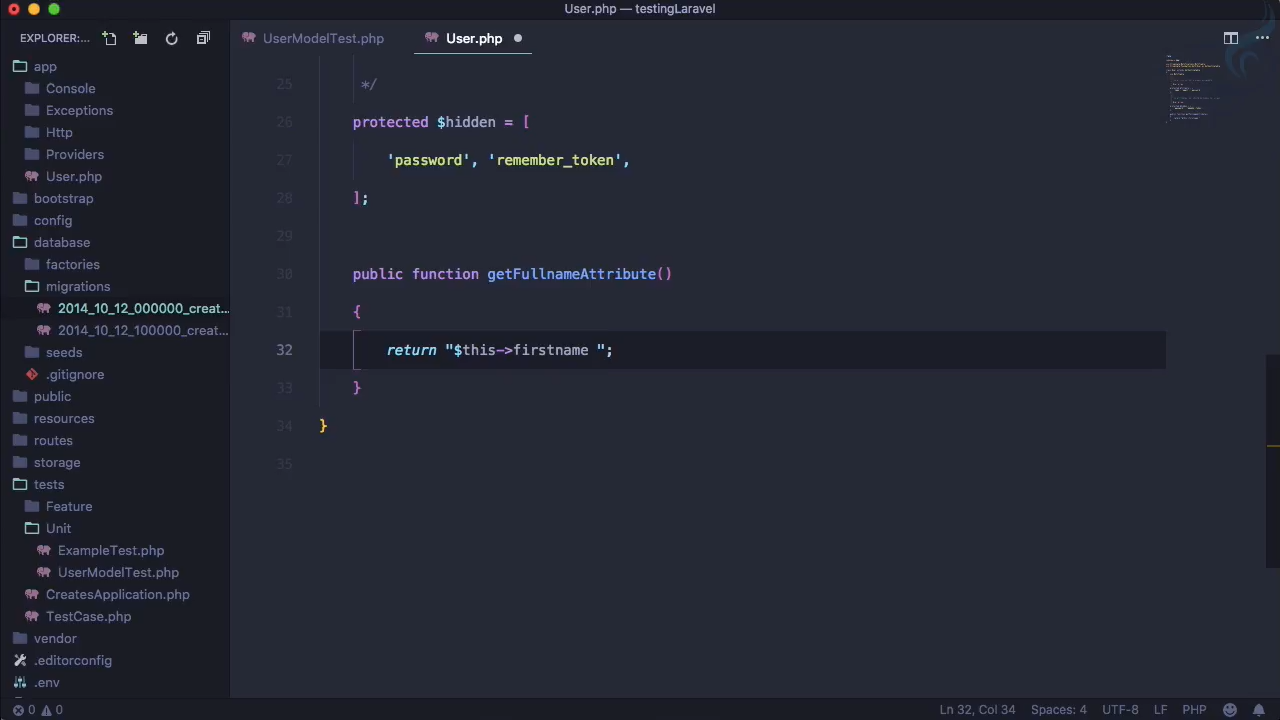 User.php — testingLaravel
EXPLORER:...
UserModelTest.php
User.php
app
Console
Exceptions
Http
Providers
User.php
bootstrap
config
database
factories
migrations
2014_10_12_000000_creat...
2014_10_12_100000_creat...
seeds
.gitignore
public
resources
routes
storage
tests
Feature
Unit
ExampleTest.php
UserModelTest.php
CreatesApplication.php
TestCase.php
vendor
.editorconfig
.env
25 */
26 protected $hidden = [
27 'password', 'remember_token',
28 ];
29
30 public function getFullnameAttribute()
31 {
32 return "$this->firstname ";
33 }
34 }
35
0 0
Ln 32, Col 34 Spaces: 4 UTF-8 LF PHP